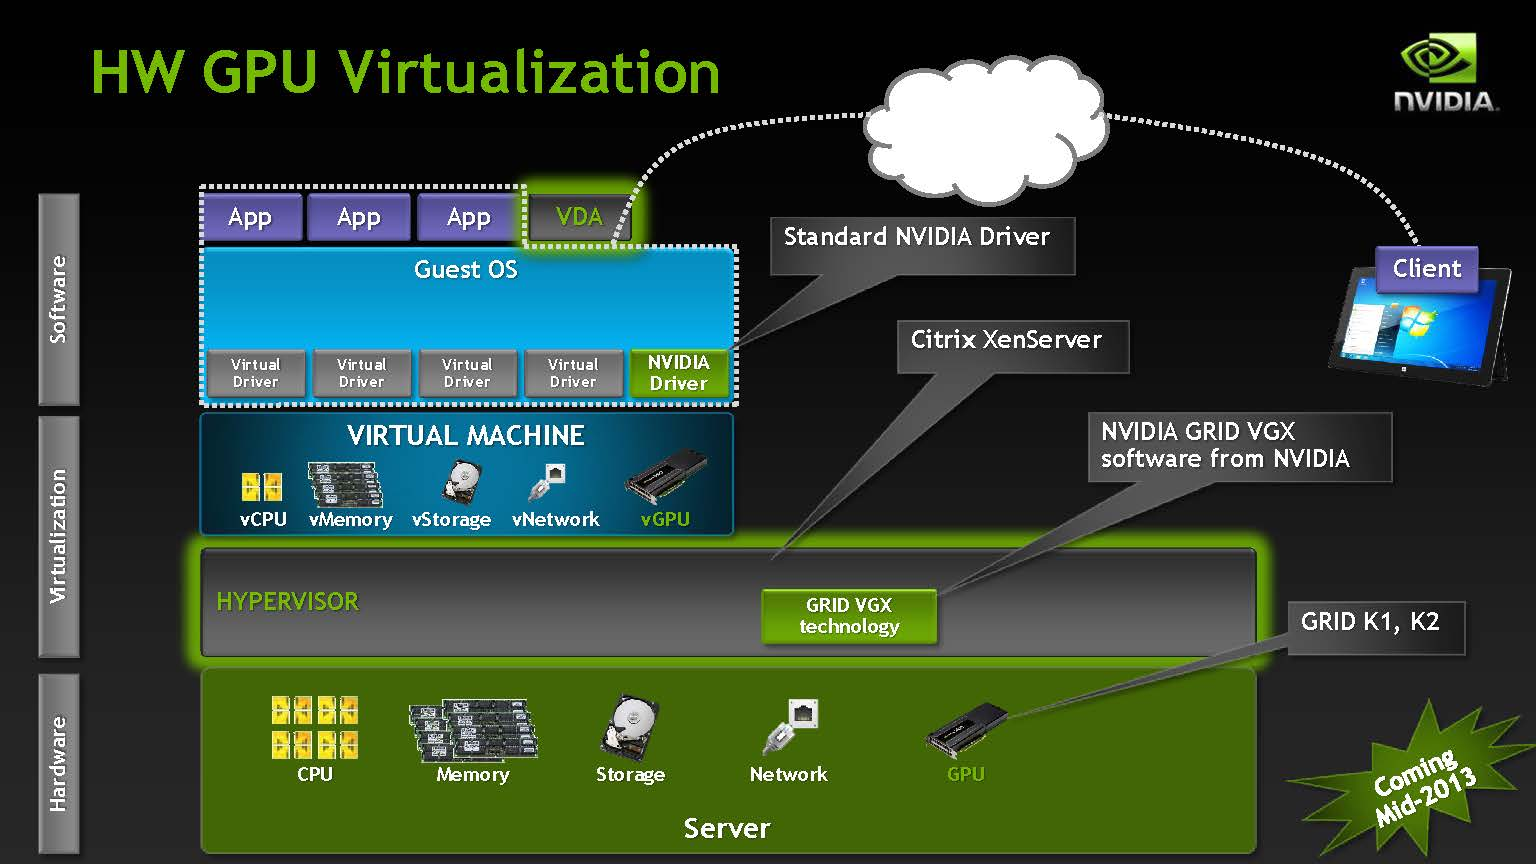 HW GPU Virtualization
NVIDIA
App
App
App
VDA
Guest OS
Software
Virtual
Driver
Virtual
Driver
Virtual
Driver
Virtual
Driver
NVIDIA
Driver
Standard NVIDIA Driver
Client
Citrix XenServer
VIRTUAL MACHINE
vCPU
vMemory
vStorage
vNetwork
vGPU
NVIDIA GRID VGX
software from NVIDIA
Virtualization
HYPERVISOR
GRID VGX
technology
GRID K1, K2
Hardware
CPU
Memory
Storage
Network
GPU
Server
Coming
Mid-2013